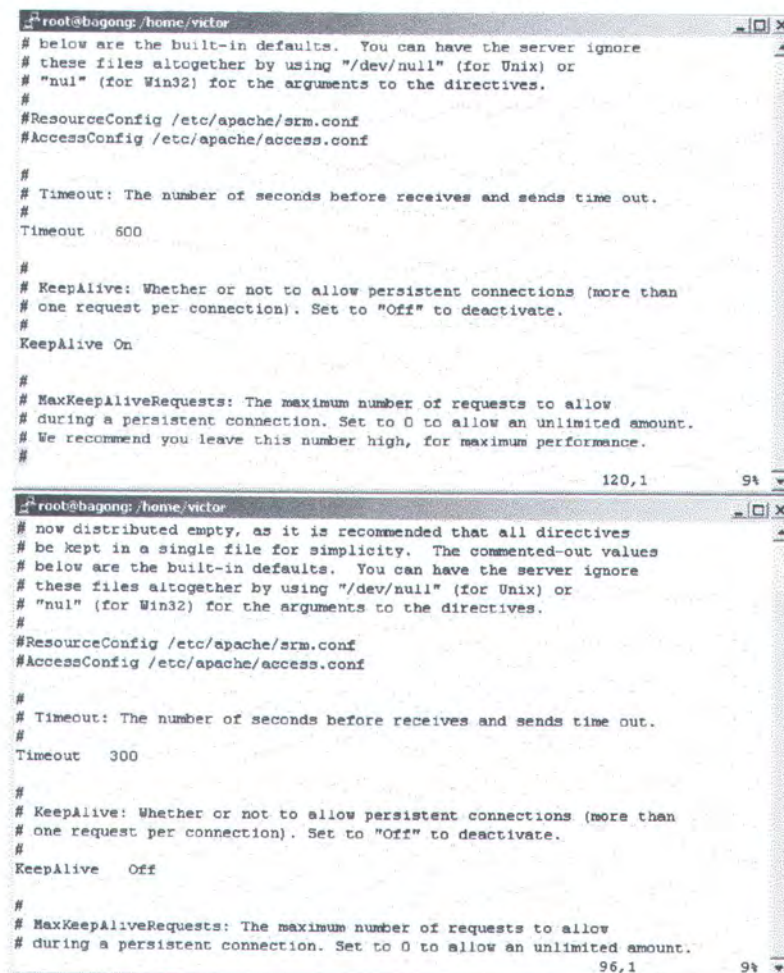 root@bagong: /home/victor
# below are the built-in defaults.  You can have the server ignore
# these files altogether by using "/dev/null" (for Unix) or
# "nul" (for Win32) for the arguments to the directives.
#
#ResourceConfig /etc/apache/srm.conf
#AccessConfig /etc/apache/access.conf

#
# Timeout: The number of seconds before receives and sends time out.
#
Timeout   600

#
# KeepAlive: Whether or not to allow persistent connections (more than
# one request per connection). Set to "Off" to deactivate.
#
KeepAlive On

#
# MaxKeepAliveRequests: The maximum number of requests to allow
# during a persistent connection. Set to 0 to allow an unlimited amount.
# We recommend you leave this number high, for maximum performance.
#
120,1 9%
root@bagong: /home/victor
# now distributed empty, as it is recommended that all directives
# be kept in a single file for simplicity.  The commented-out values
# below are the built-in defaults.  You can have the server ignore
# these files altogether by using "/dev/null" (for Unix) or
# "nul" (for Win32) for the arguments to the directives.
#
#ResourceConfig /etc/apache/srm.conf
#AccessConfig /etc/apache/access.conf

#
# Timeout: The number of seconds before receives and sends time out.
#
Timeout   300

#
# KeepAlive: Whether or not to allow persistent connections (more than
# one request per connection). Set to "Off" to deactivate.
#
KeepAlive   Off

#
# MaxKeepAliveRequests: The maximum number of requests to allow
# during a persistent connection. Set to 0 to allow an unlimited amount.
96,1 9%